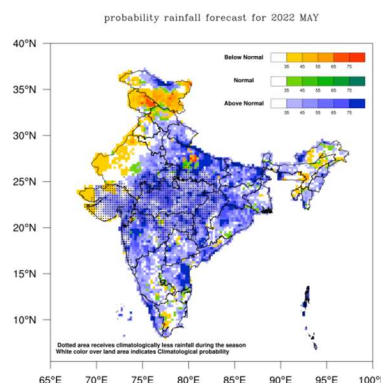 probability rainfall forecast for 2022 MAY
40°N
35°N
30°N
25°N
20°N
15°N
10°N
Below Normal
35 45 55 65 75
Normal
35 45 55 65 75
Above Normal
35 45 55 65 75
Dotted area receives climatologically less rainfall during the season
White color over land area indicates Climatological probability
65°E 70°E 75°E 80°E 85°E 90°E 95°E 100°E